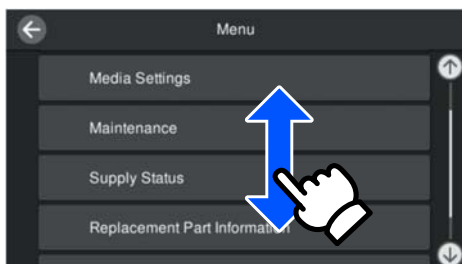 Menu
Media Settings
Maintenance
Supply Status
Replacement Part Information